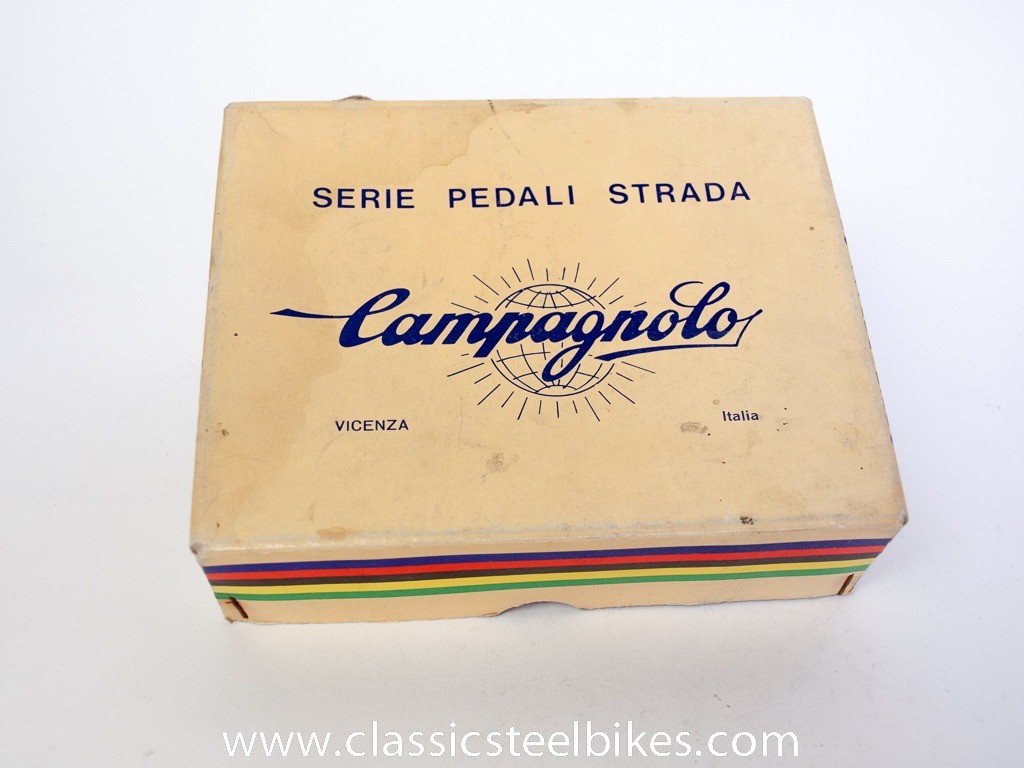 SERIE PEDALI STRADA
Campagnolo
VICENZA Italia
www.classicsteelbikes.com